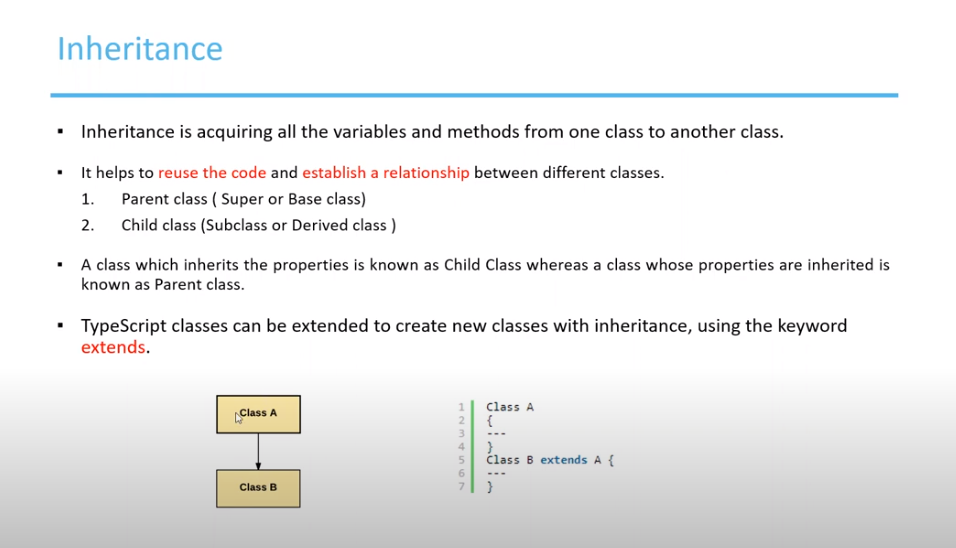 Inheritance
▪ Inheritance is acquiring all the variables and methods from one class to another class.
▪ It helps to reuse the code and establish a relationship between different classes.
1. Parent class ( Super or Base class)
2. Child class (Subclass or Derived class )
▪ A class which inherits the properties is known as Child Class whereas a class whose properties are inherited is
known as Parent class.
▪ TypeScript classes can be extended to create new classes with inheritance, using the keyword
extends.
Class A
Class B
1 Class A
2 {
3 ---
4 }
5 Class B extends A {
6 ---
7 }